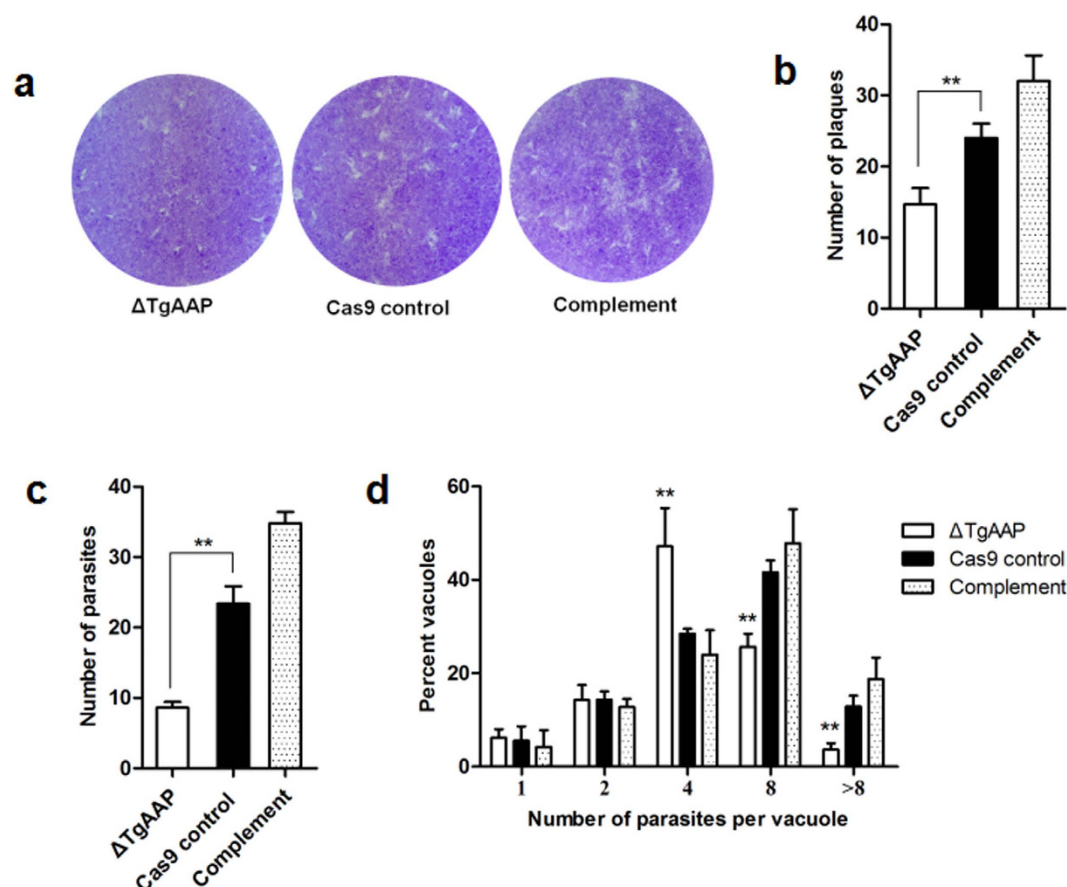 a
ΔTgAAP
Cas9 control
Complement
b
Number of plaques
40
30
20
10
0
**
ΔTgAAP
Cas9 control
Complement
c
Number of parasites
40
30
20
10
0
**
ΔTgAAP
Cas9 control
Complement
d
Percent vacuoles
60
40
20
0
**
**
**
1 2 4 8 >8
Number of parasites per vacuole
ΔTgAAP
Cas9 control
Complement